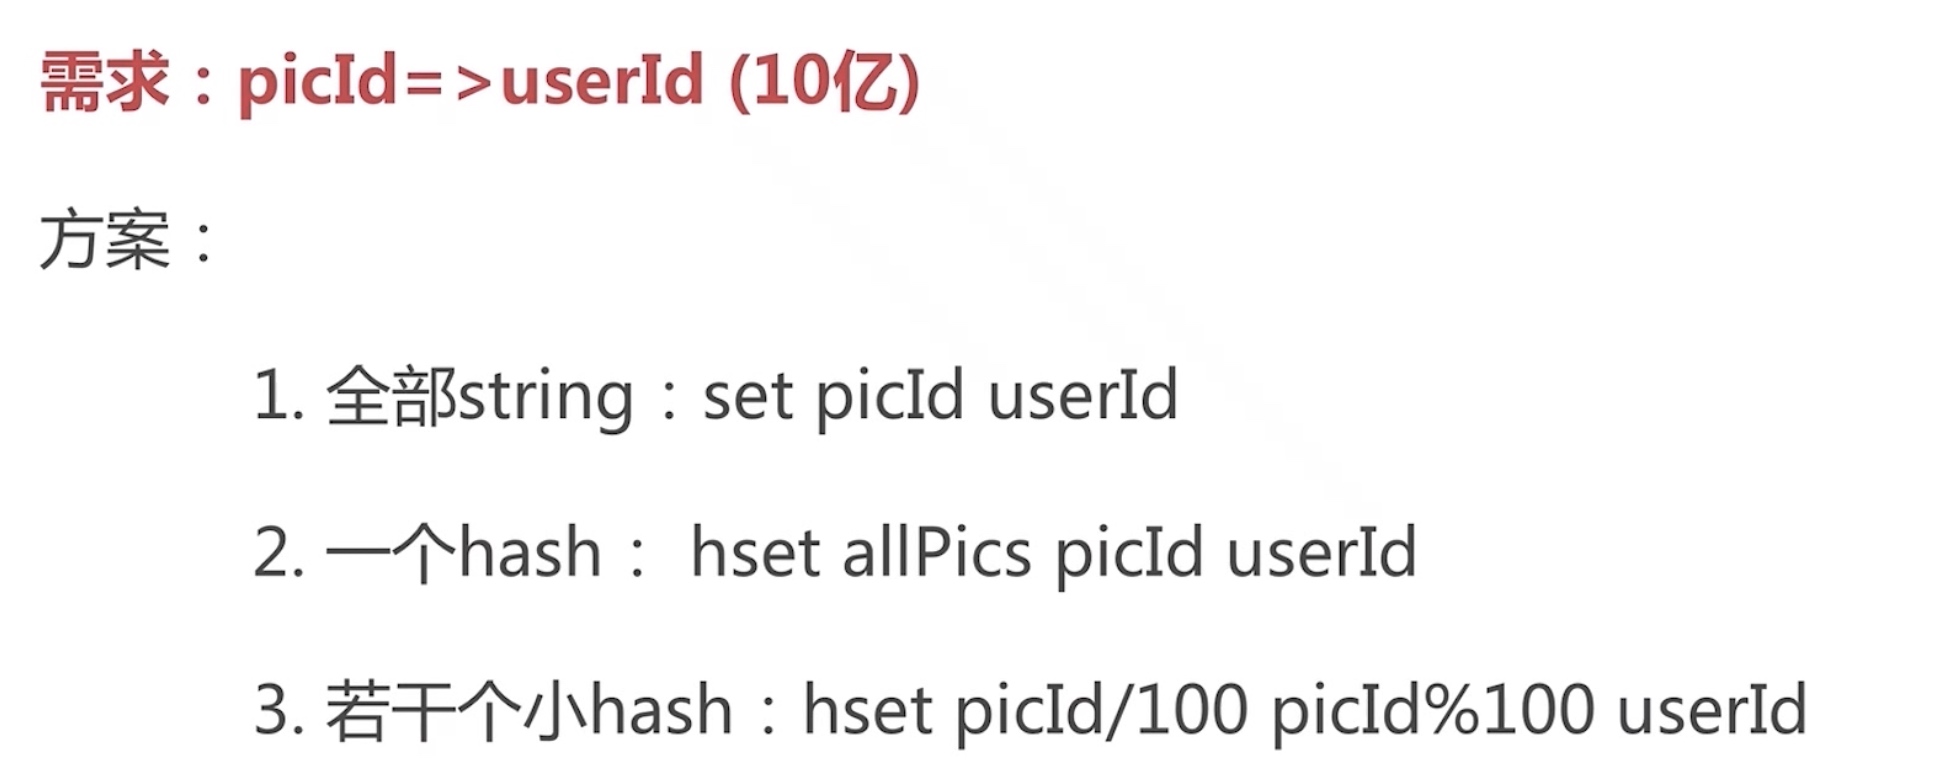 需求：picId=>userId (10亿)
方案：
1. 全部string：set picId userId
2. 一个hash： hset allPics picId userId
3. 若干个小hash：hset picId/100 picId%100 userId